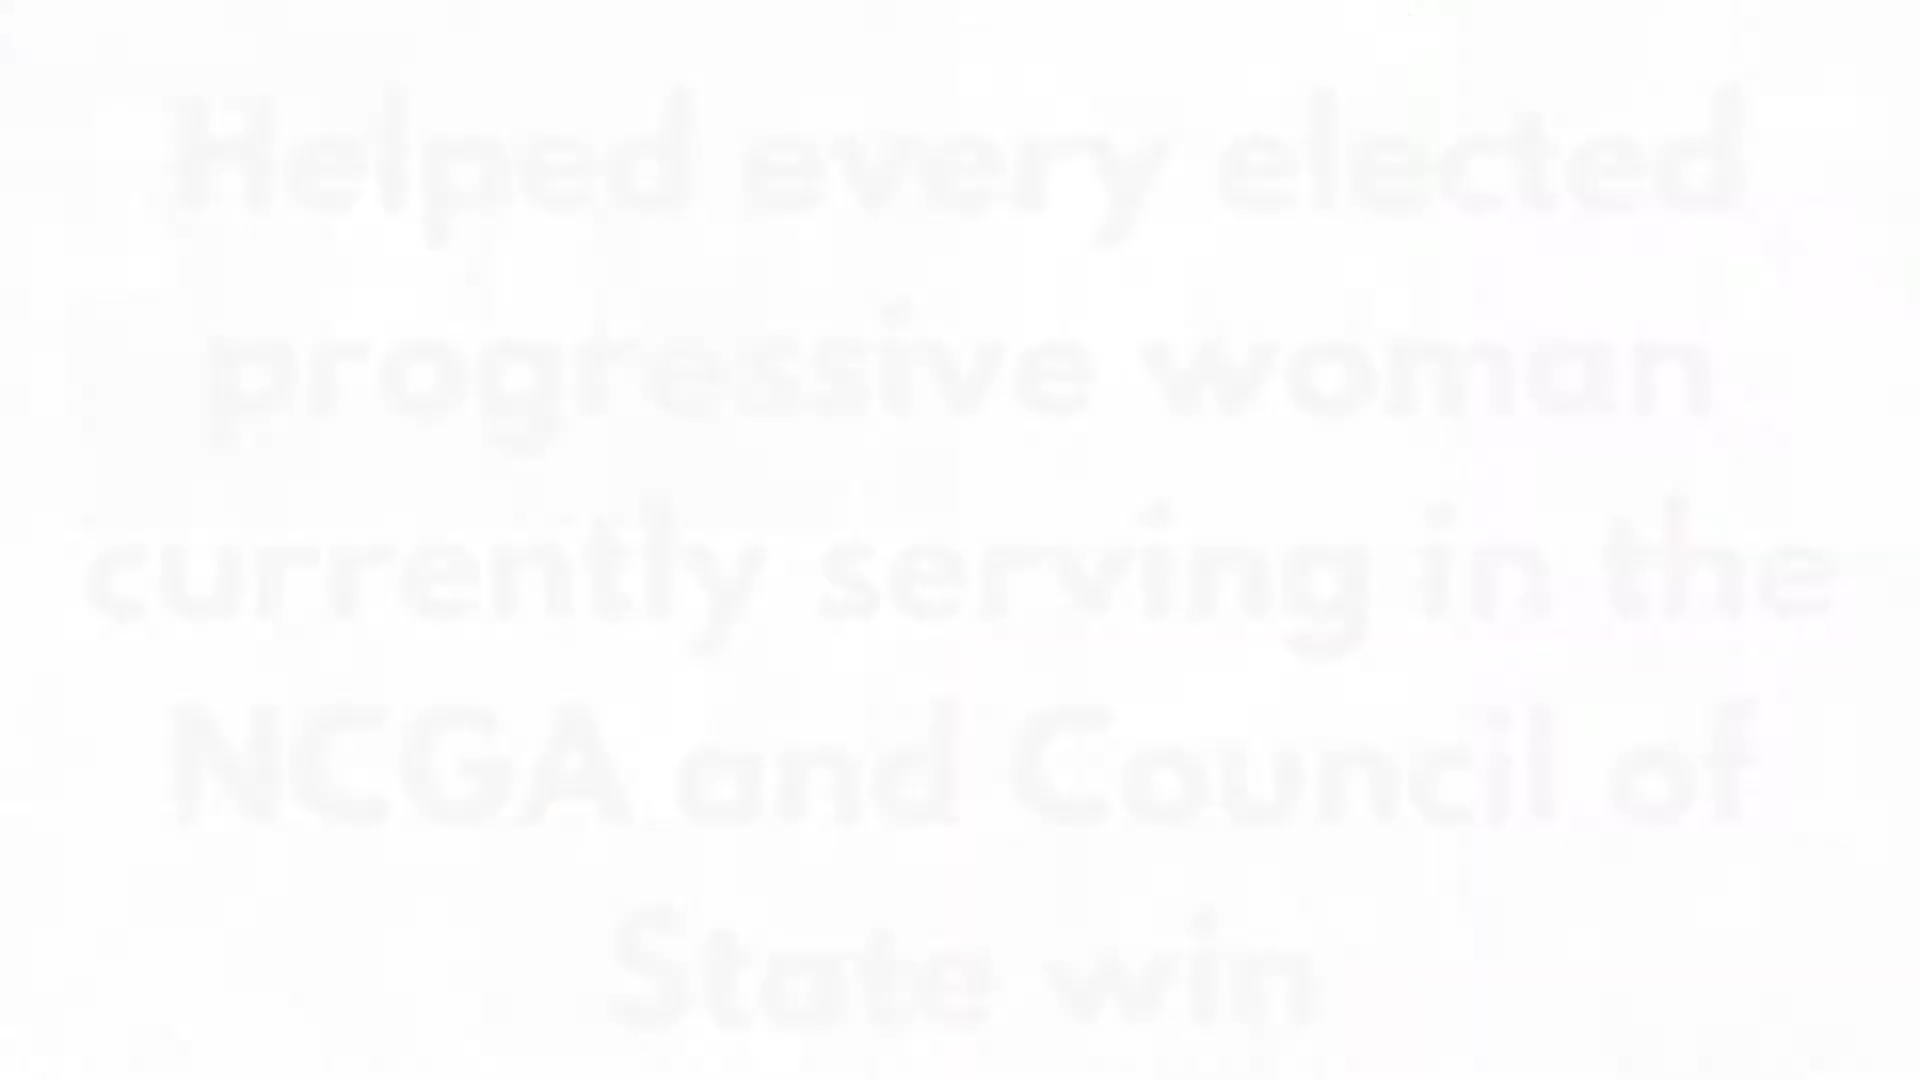 Helped every elected
progressive woman
currently serving in the
NCGA and Council of
State win